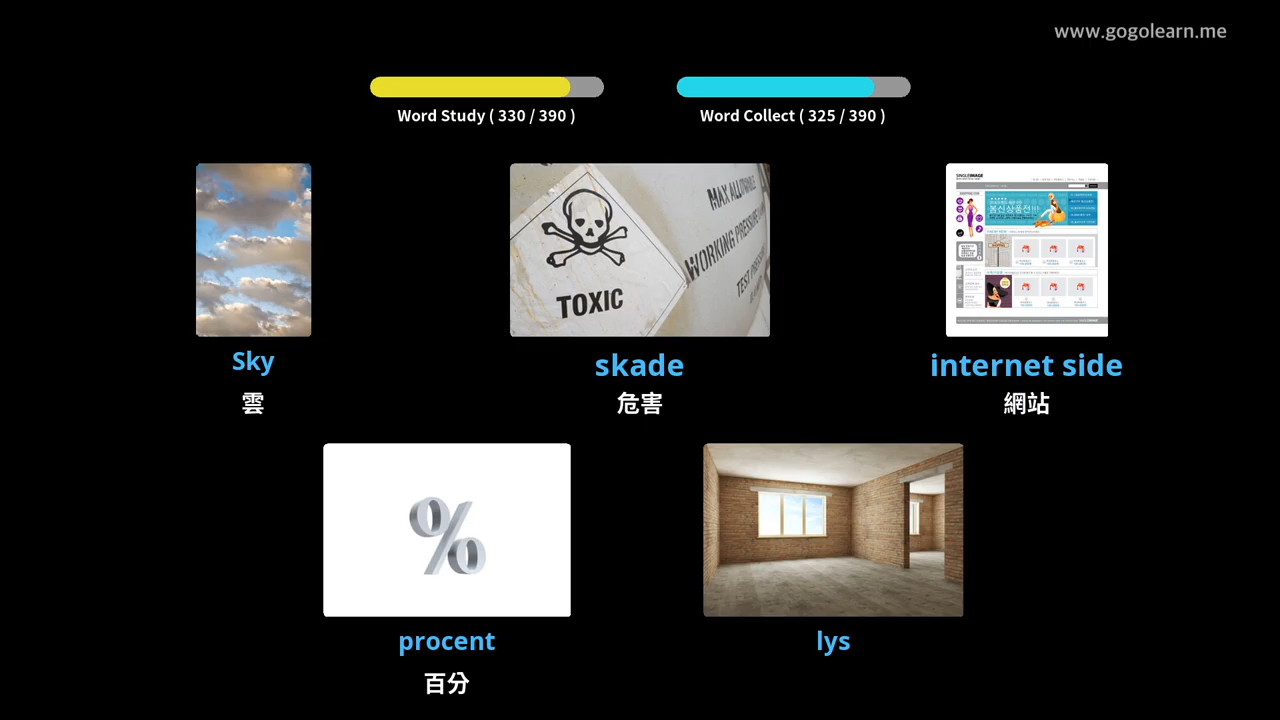 www.gogolearn.me
Word Study ( 330 / 390 )
Word Collect ( 325 / 390 )
TOXIC
MAX ALLOWABLE
WORKING PRESSURE
TEST
SINGLEIMAGE
Sky
skade
internet side
雲
危害
網站
procent
lys
百分